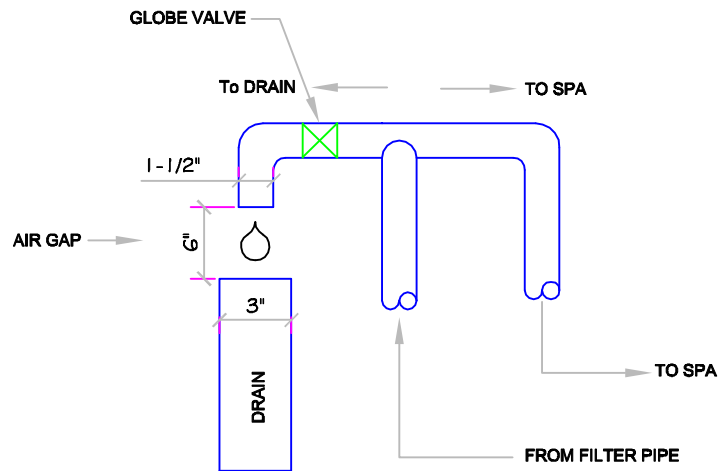 GLOBE VALVE
To DRAIN
TO SPA
1-1/2"
AIR GAP
6"
3"
DRAIN
TO SPA
FROM FILTER PIPE